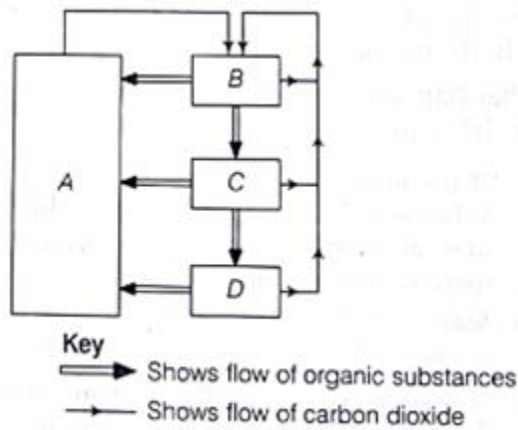 B
A
C
D
Key
Shows flow of organic substances
Shows flow of carbon dioxide